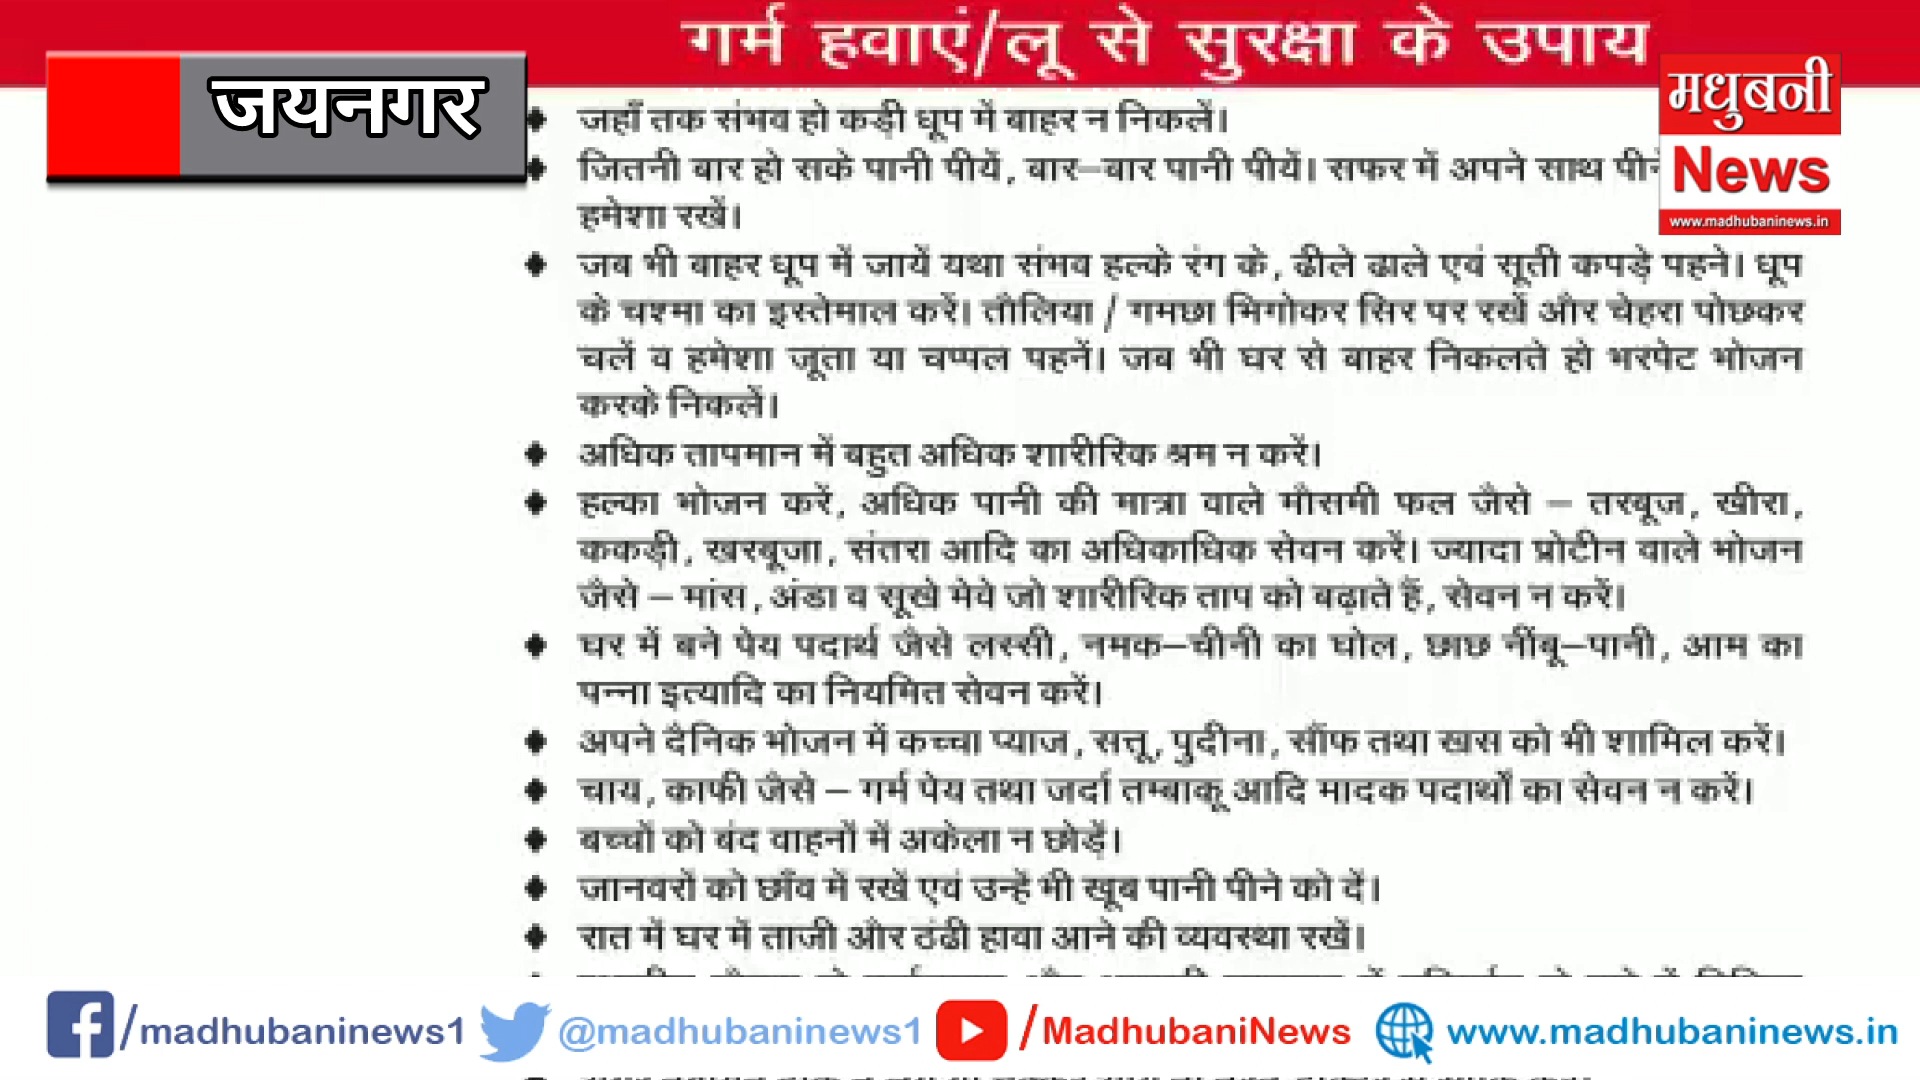 गर्म हवाएं/लू से सुरक्षा के उपाय
जयनगर
मधुबनी
News
www.madhubaninews.in
♦ जहाँ तक संभव हो कड़ी धूप में बाहर न निकलें।
♦ जितनी बार हो सके पानी पीयें, बार–बार पानी पीयें। सफर में अपने साथ
हमेशा रखें।
♦ जब भी बाहर धूप में जायें यथा संभव हल्के रंग के, ढीले ढाले एवं सूती कपड़े पहने। धूप
के चश्मा का इस्तेमाल करें। तौलिया / गमछा भिगोकर सिर पर रखें और चेहरा पोछकर
चलें व हमेशा जूता या चप्पल पहनें। जब भी घर से बाहर निकलते हो भरपेट भोजन
करके निकलें।
♦ अधिक तापमान में बहुत अधिक शारीरिक श्रम न करें।
♦ हल्का भोजन करें, अधिक पानी की मात्रा वाले मौसमी फल जैसे – तरबूज, खीरा,
ककड़ी, खरबूजा, संतरा आदि का अधिकाधिक सेवन करें। ज्यादा प्रोटीन वाले भोजन
जैसे – मांस, अंडा व सूखे मेवे जो शारीरिक ताप को बढ़ाते हैं, सेवन न करें।
♦ घर में बने पेय पदार्थ जैसे लस्सी, नमक–चीनी का घोल, छाछ नींबू–पानी, आम का
पन्ना इत्यादि का नियमित सेवन करें।
♦ अपने दैनिक भोजन में कच्चा प्याज, सत्तू, पुदीना, सौंफ तथा खस को भी शामिल करें।
♦ चाय, काफी जैसे – गर्म पेय तथा जर्दा तम्बाकू आदि मादक पदार्थों का सेवन न करें।
♦ बच्चों को बंद वाहनों में अकेला न छोड़ें।
♦ जानवरों को छाँव में रखें एवं उन्हें भी खूब पानी पीने को दें।
♦ रात में घर में ताजी और ठंढी हावा आने की व्यवस्था रखें।
/madhubaninews1 @madhubaninews1 /MadhubaniNews www.madhubaninews.in